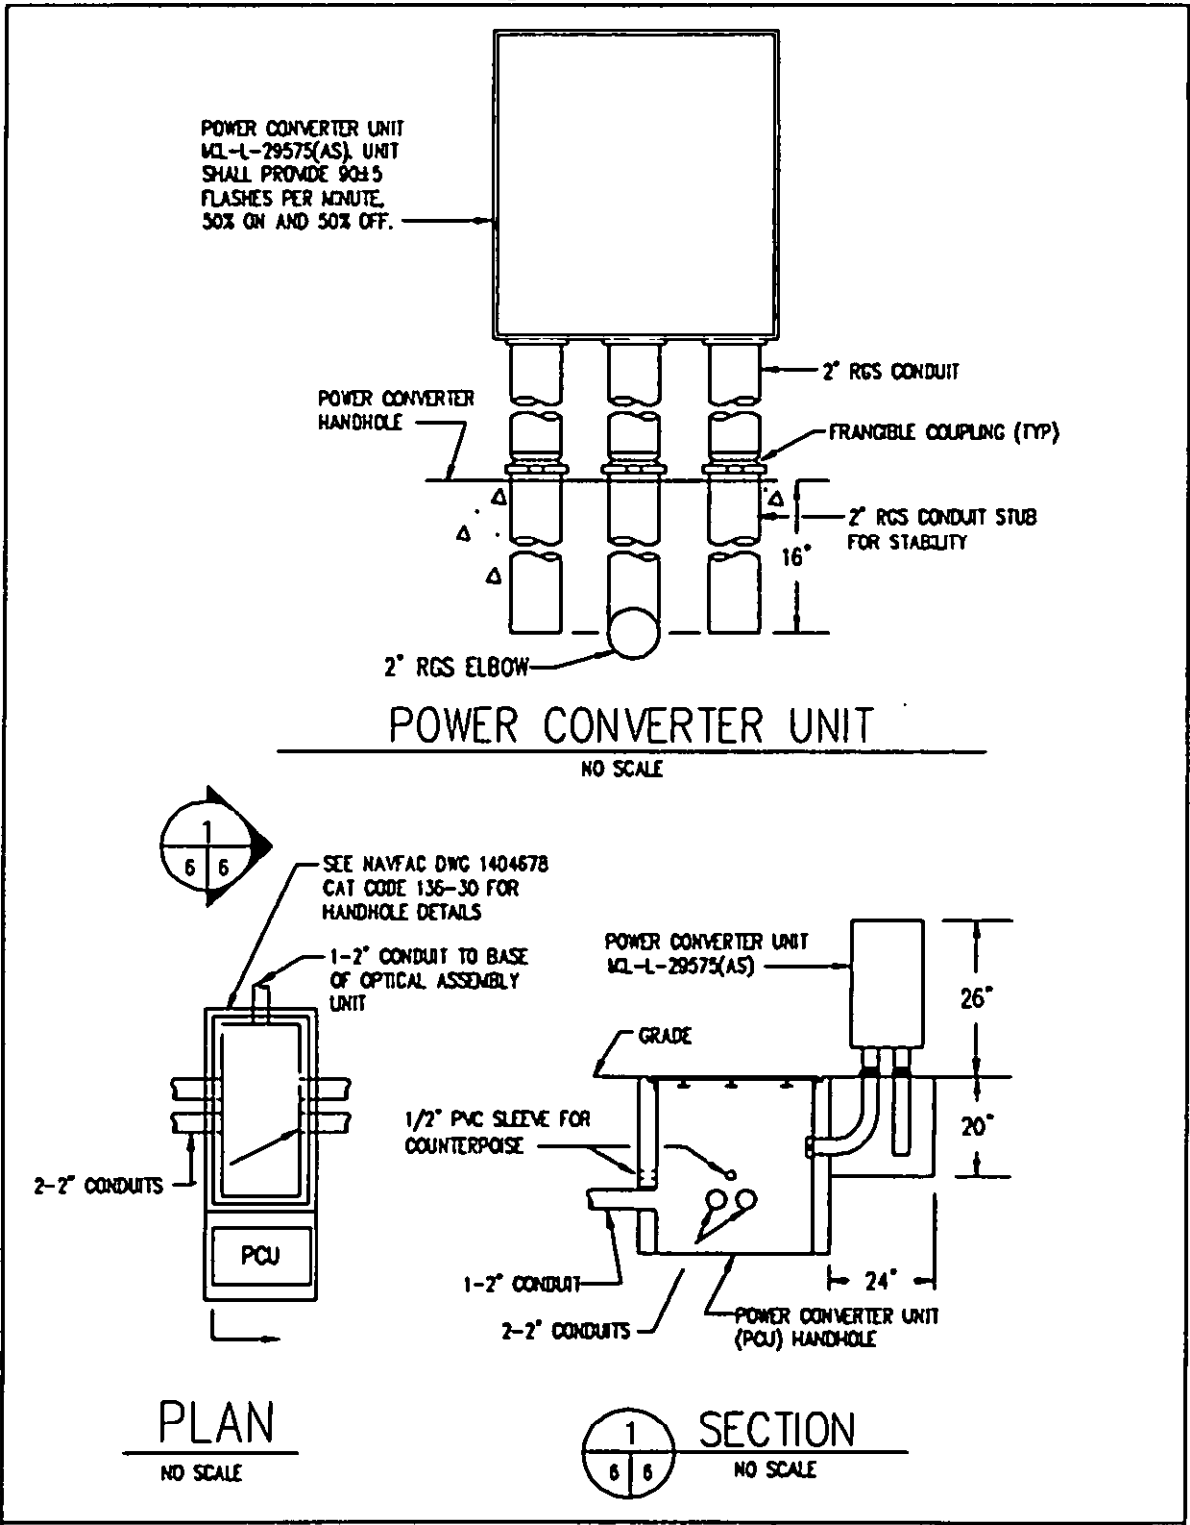 POWER CONVERTER UNIT
MIL-L-29575(AS). UNIT
SHALL PROVIDE 90±5
FLASHES PER MINUTE,
50% ON AND 50% OFF.
2" RGS CONDUIT
POWER CONVERTER
HANDHOLE
FRANGIBLE COUPLING (TYP)
2" RGS CONDUIT STUB
FOR STABILITY
16"
2" RGS ELBOW
POWER CONVERTER UNIT
NO SCALE
1
6 6
SEE NAVFAC DWG 1404678
CAT CODE 136-30 FOR
HANDHOLE DETAILS
1-2" CONDUIT TO BASE
OF OPTICAL ASSEMBLY
UNIT
2-2" CONDUITS
PCU
PLAN
NO SCALE
POWER CONVERTER UNIT
MIL-L-29575(AS)
26"
GRADE
1/2" PVC SLEEVE FOR
COUNTERPOISE
20"
1-2" CONDUIT
24"
2-2" CONDUITS
POWER CONVERTER UNIT
(PCU) HANDHOLE
1
6 6
SECTION
NO SCALE